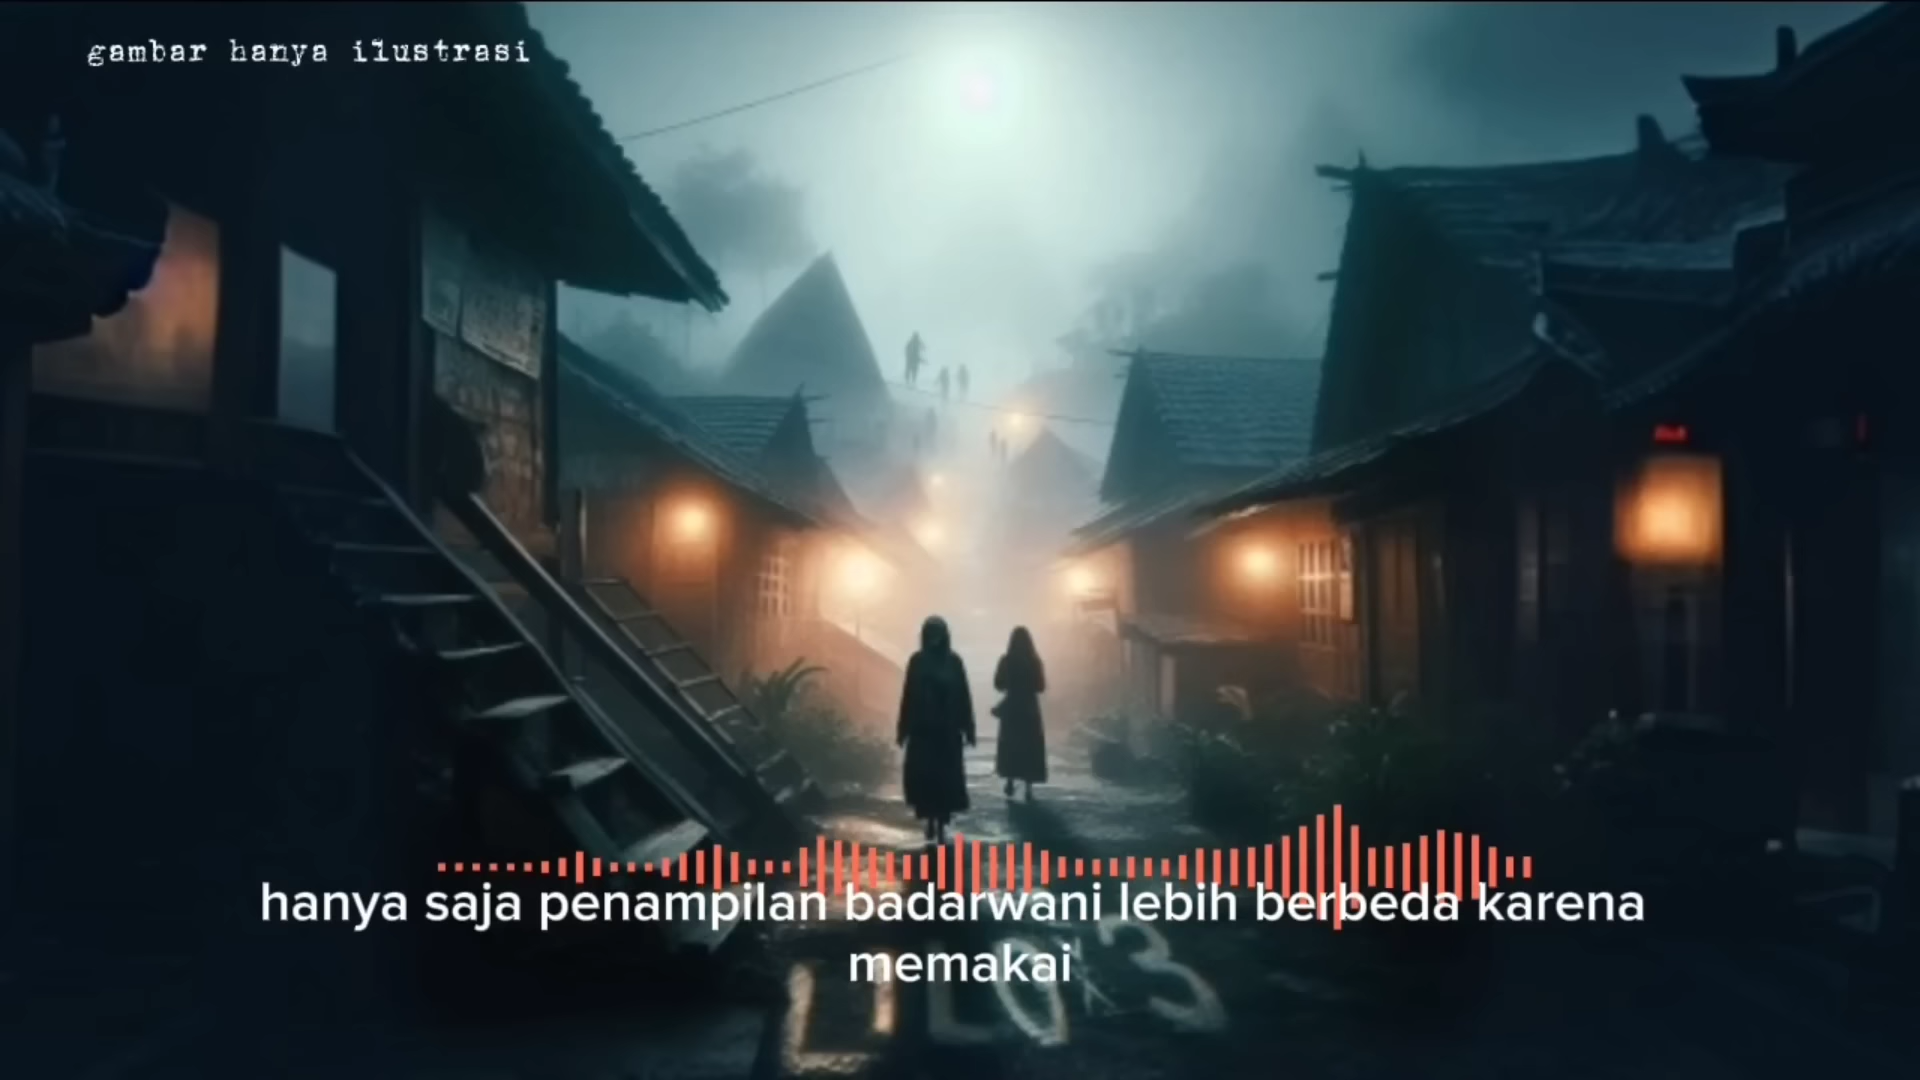 gambar hanya ilustrasi
hanya saja penampilan badarwani lebih berbeda karena
memakai